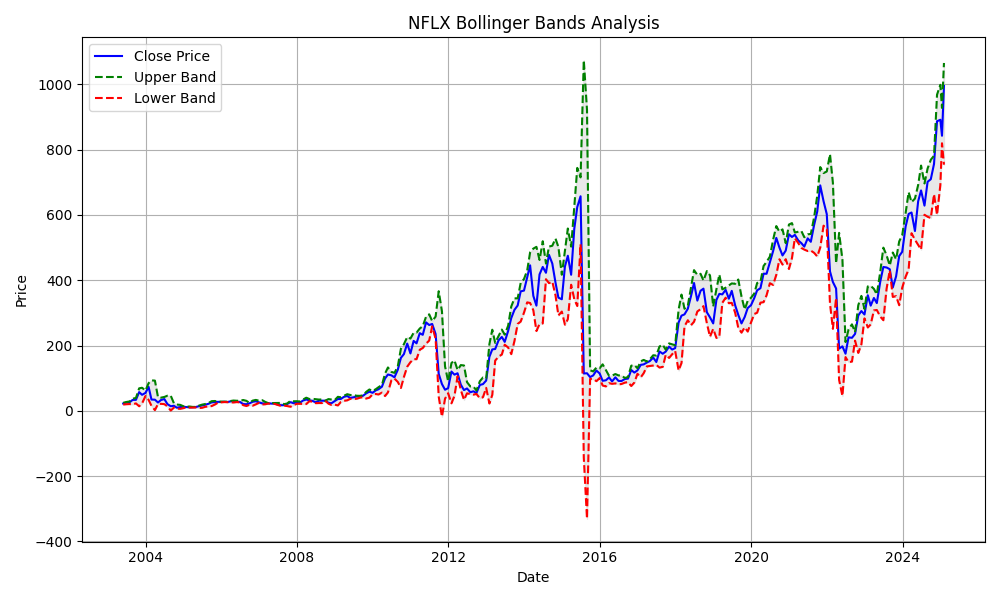 NFLX Bollinger Bands Analysis
Close Price
Upper Band
Lower Band
Price
1000
800
600
400
200
0
−200
−400
2004
2008
2012
2016
2020
2024
Date